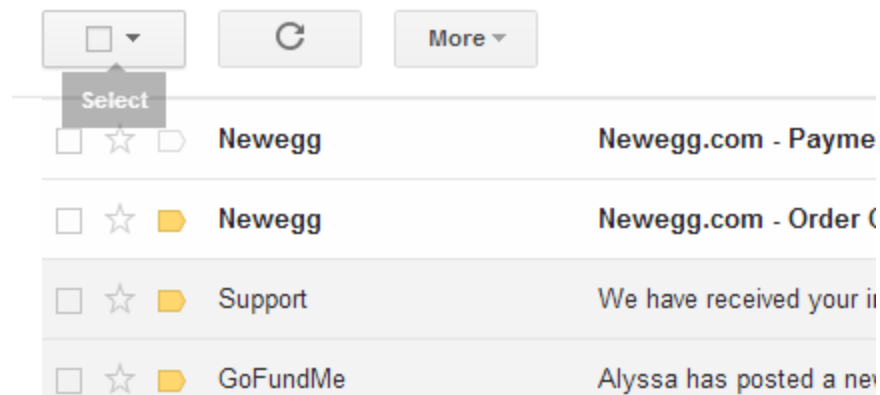 More
Select
Newegg Newegg.com - Payme
Newegg Newegg.com - Order
Support We have received your
GoFundMe Alyssa has posted a